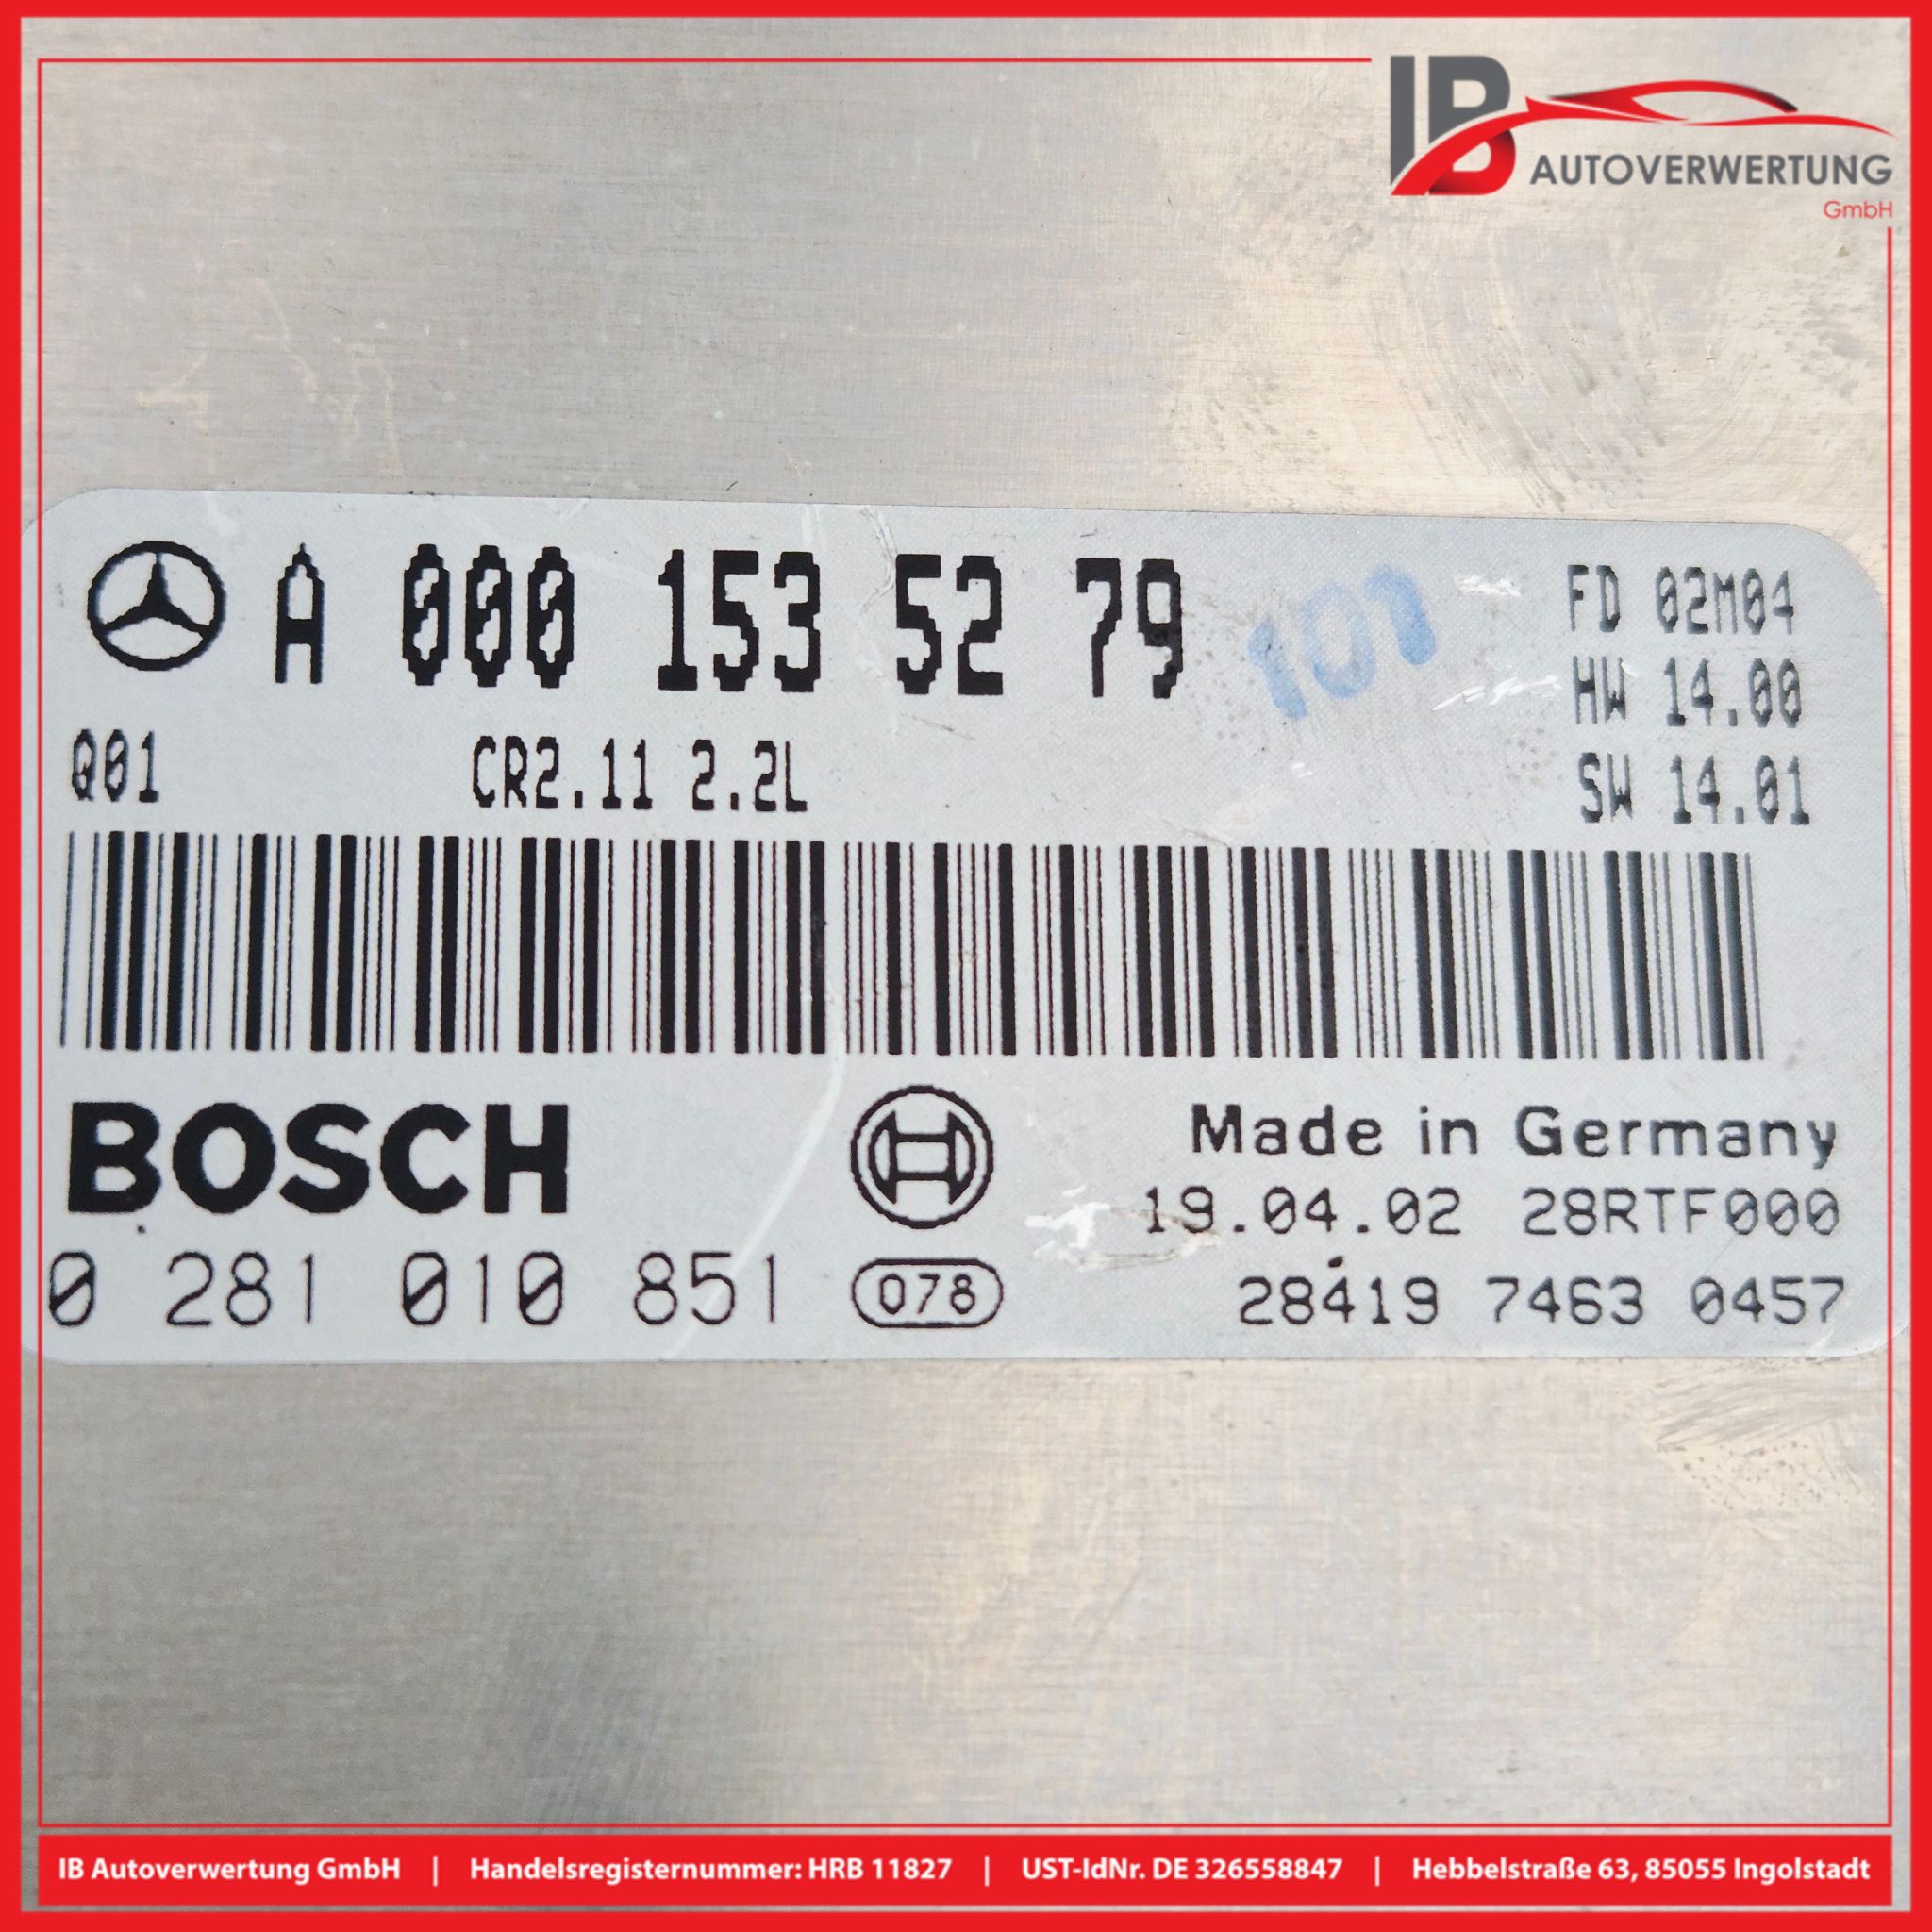 IB
AUTOVERWERTUNG
GmbH
A 000 153 52 79
101
FD 02M04
HW 14.00
Q01 CR2.11 2.2L
SW 14.01
BOSCH
Made in Germany
19.04.02 28RTF000
0 281 010 851 078
28419 7463 0457
IB Autoverwertung GmbH | Handelsregisternummer: HRB 11827 | UST-IdNr. DE 326558847 | Hebbelstraße 63, 85055 Ingolstadt